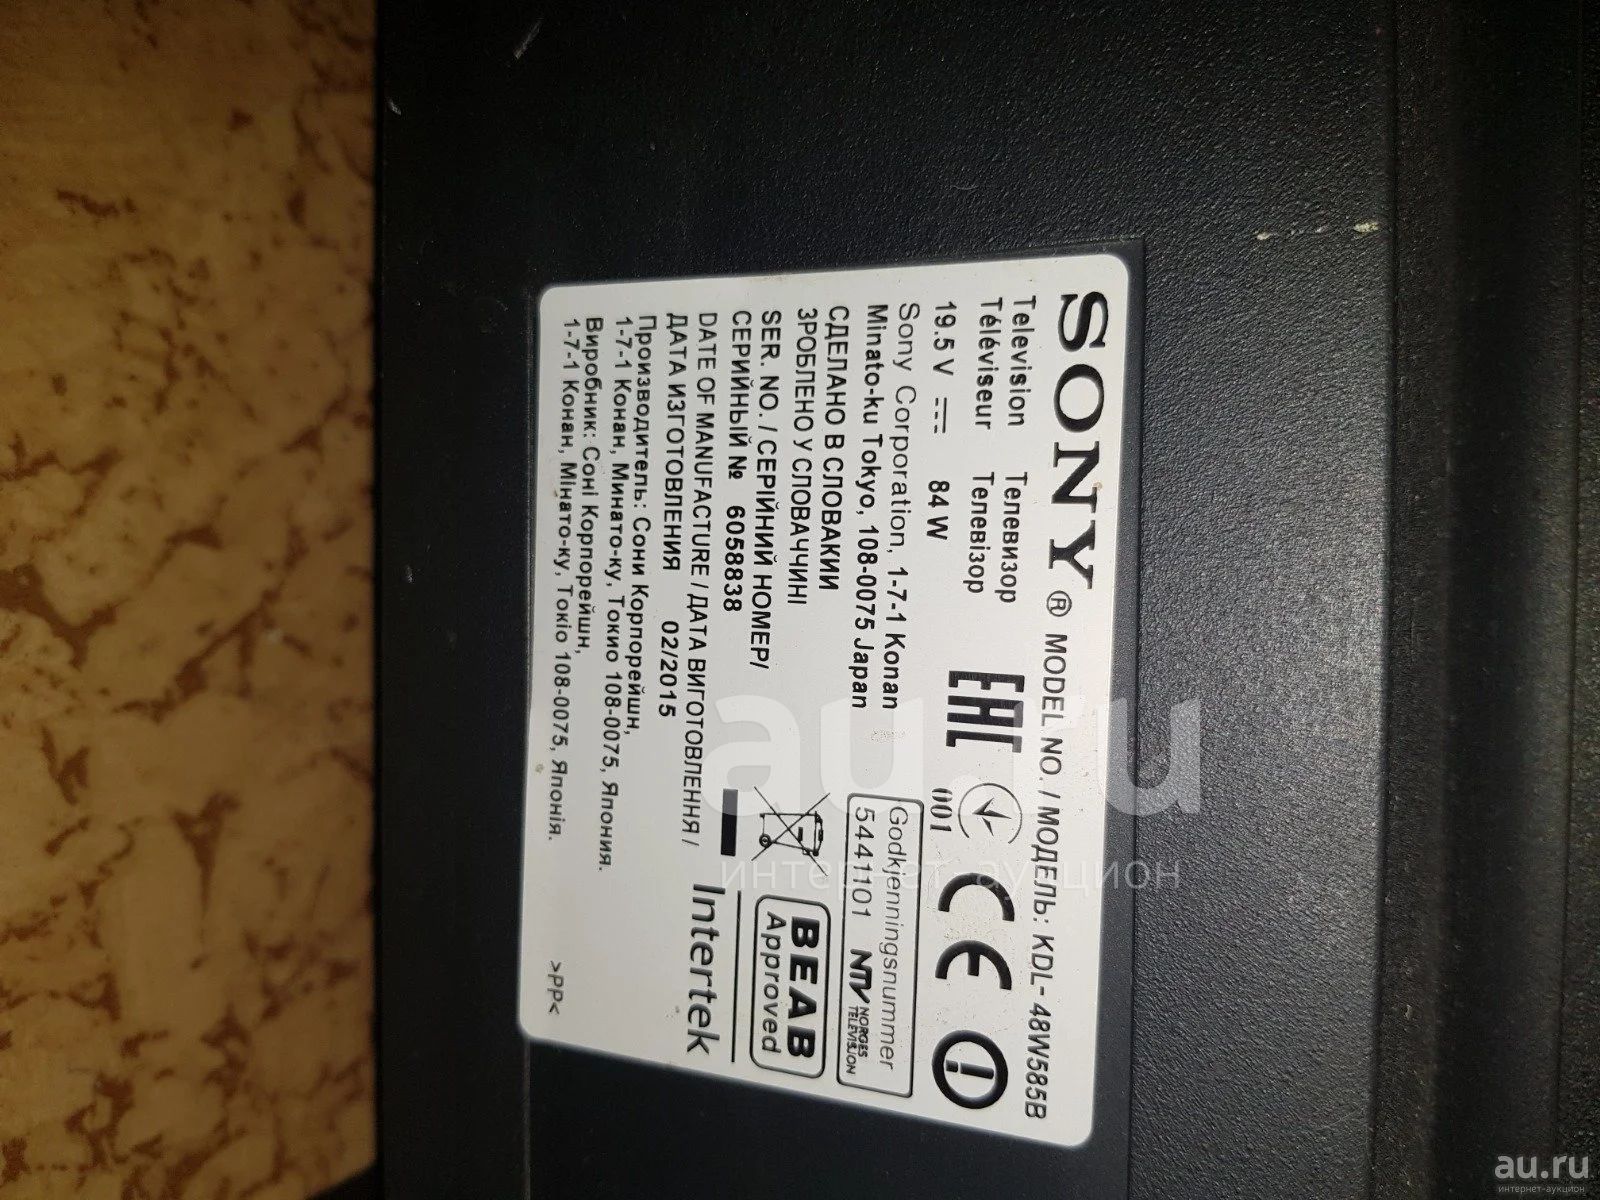 SONY® MODEL NO. / МОДЕЛЬ: KDL-48W585B
Television Телевизор
Téléviseur Телевізор
19.5 V 84 W
EAC
001
CE
Sony Corporation, 1-7-1 Konan
Minato-ku Tokyo, 108-0075 Japan
Godkjenningsnummer
5441101 NTV NORGES TELEVISJON
СДЕЛАНО В СЛОВАКИИ
ЗРОБЛЕНО У СЛОВАЧЧИНІ
SER. NO. / СЕРІЙНИЙ НОМЕР/
СЕРИЙНЫЙ № 6058838
BEAB
Approved
DATE OF MANUFACTURE / ДАТА ВИГОТОВЛЕННЯ /
ДАТА ИЗГОТОВЛЕНИЯ 02/2015
Intertek
Производитель: Сони Корпорейшн,
1-7-1 Конан, Минато-ку, Токио 108-0075, Япония.
Виробник: Соні Корпорейшн,
1-7-1 Конан, Мінато-ку, Токіо 108-0075, Японія.
>PP<
au.ru
интернет-аукцион
au.ru
интернет-аукцион